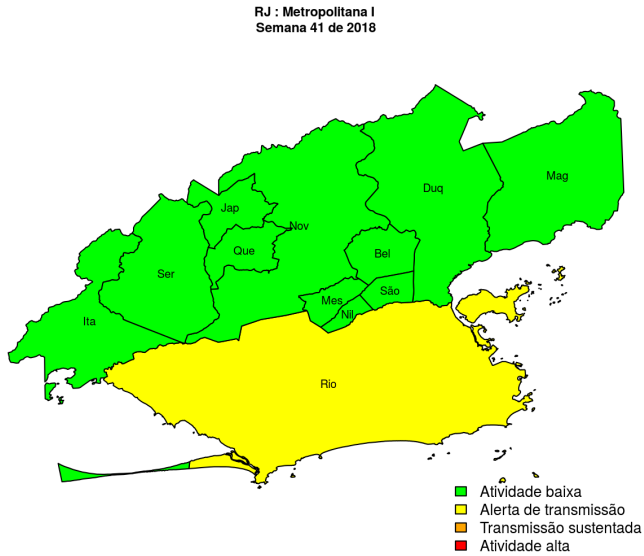 RJ : Metropolitana I
Semana 41 de 2018
Mag
Duq
Jap
Nov
Que
Bel
Ser
São
Mes
Nil
Ita
Rio
Atividade baixa
Alerta de transmissão
Transmissão sustentada
Atividade alta